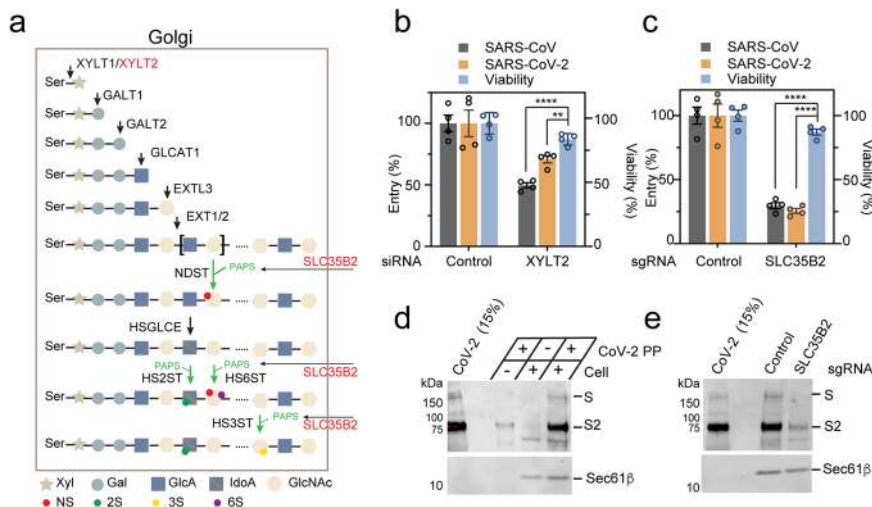 a
Golgi
XYLT1/XYLT2
Ser
GALT1
Ser
GALT2
Ser
GLCAT1
Ser
EXTL3
Ser
EXT1/2
Ser
SLC35B2
NDST
PAPS
Ser
HSGLCE
Ser
SLC35B2
PAPS
PAPS
HS2ST
HS6ST
Ser
SLC35B2
HS3ST
PAPS
Ser
Xyl
Gal
GlcA
IdoA
GlcNAc
NS
2S
3S
6S
b
SARS-CoV
SARS-CoV-2
Viability
****
**
100
75
50
25
0
Entry (%)
100
50
0
Viability (%)
siRNA
Control
XYLT2
c
SARS-CoV
SARS-CoV-2
Viability
****
****
100
75
50
25
0
Entry (%)
100
50
0
Viability (%)
sgRNA
Control
SLC35B2
d
CoV-2 (15%)
+ - +
CoV-2 PP
- + +
Cell
kDa
150
100
75
S
S2
10
Sec61β
e
CoV-2 (15%)
Control
SLC35B2
sgRNA
kDa
150
100
75
S
S2
10
Sec61β